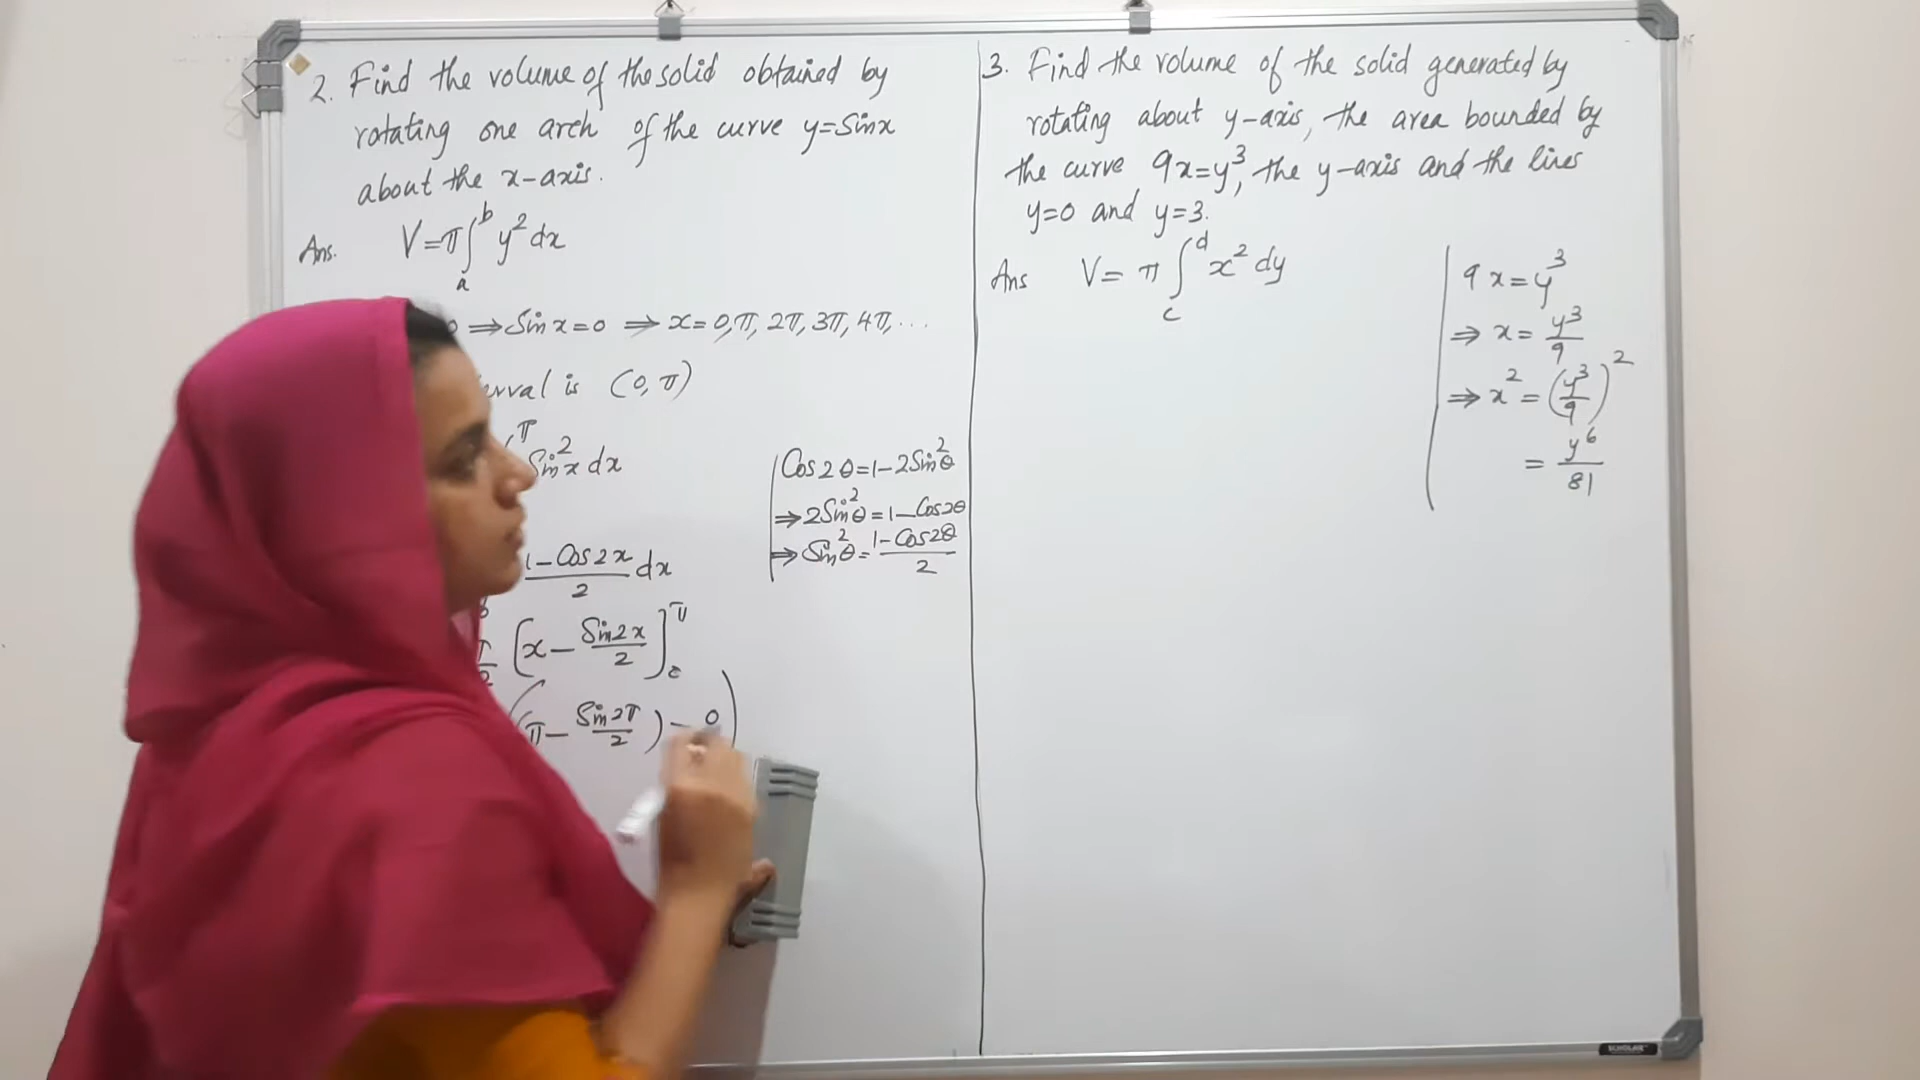 2. Find the volume of the solid obtained by
rotating one arch of the curve y=Sinx
about the x-axis.
Ans. V=π∫ₐᵇ y² dx
⇒ Sin x=0 ⇒ x=0,π, 2π, 3π, 4π, ...
is (0, π)
π
Sin²x dx
1-Cos2x/2 dx
[x - Sin2x/2]
π - Sin2π/2) - 0)
Cos2θ=1-2Sin²θ
⇒2Sin²θ=1-Cos2θ
⇒Sin²θ=1-Cos2θ/2
3. Find the volume of the solid generated by
rotating about y-axis, the area bounded by
the curve 9x=y³, the y-axis and the lines
y=0 and y=3.
Ans V= π ∫_c^d x² dy
9x=y³
⇒ x= y³/9
⇒ x² = (y³/9)²
= y⁶/81